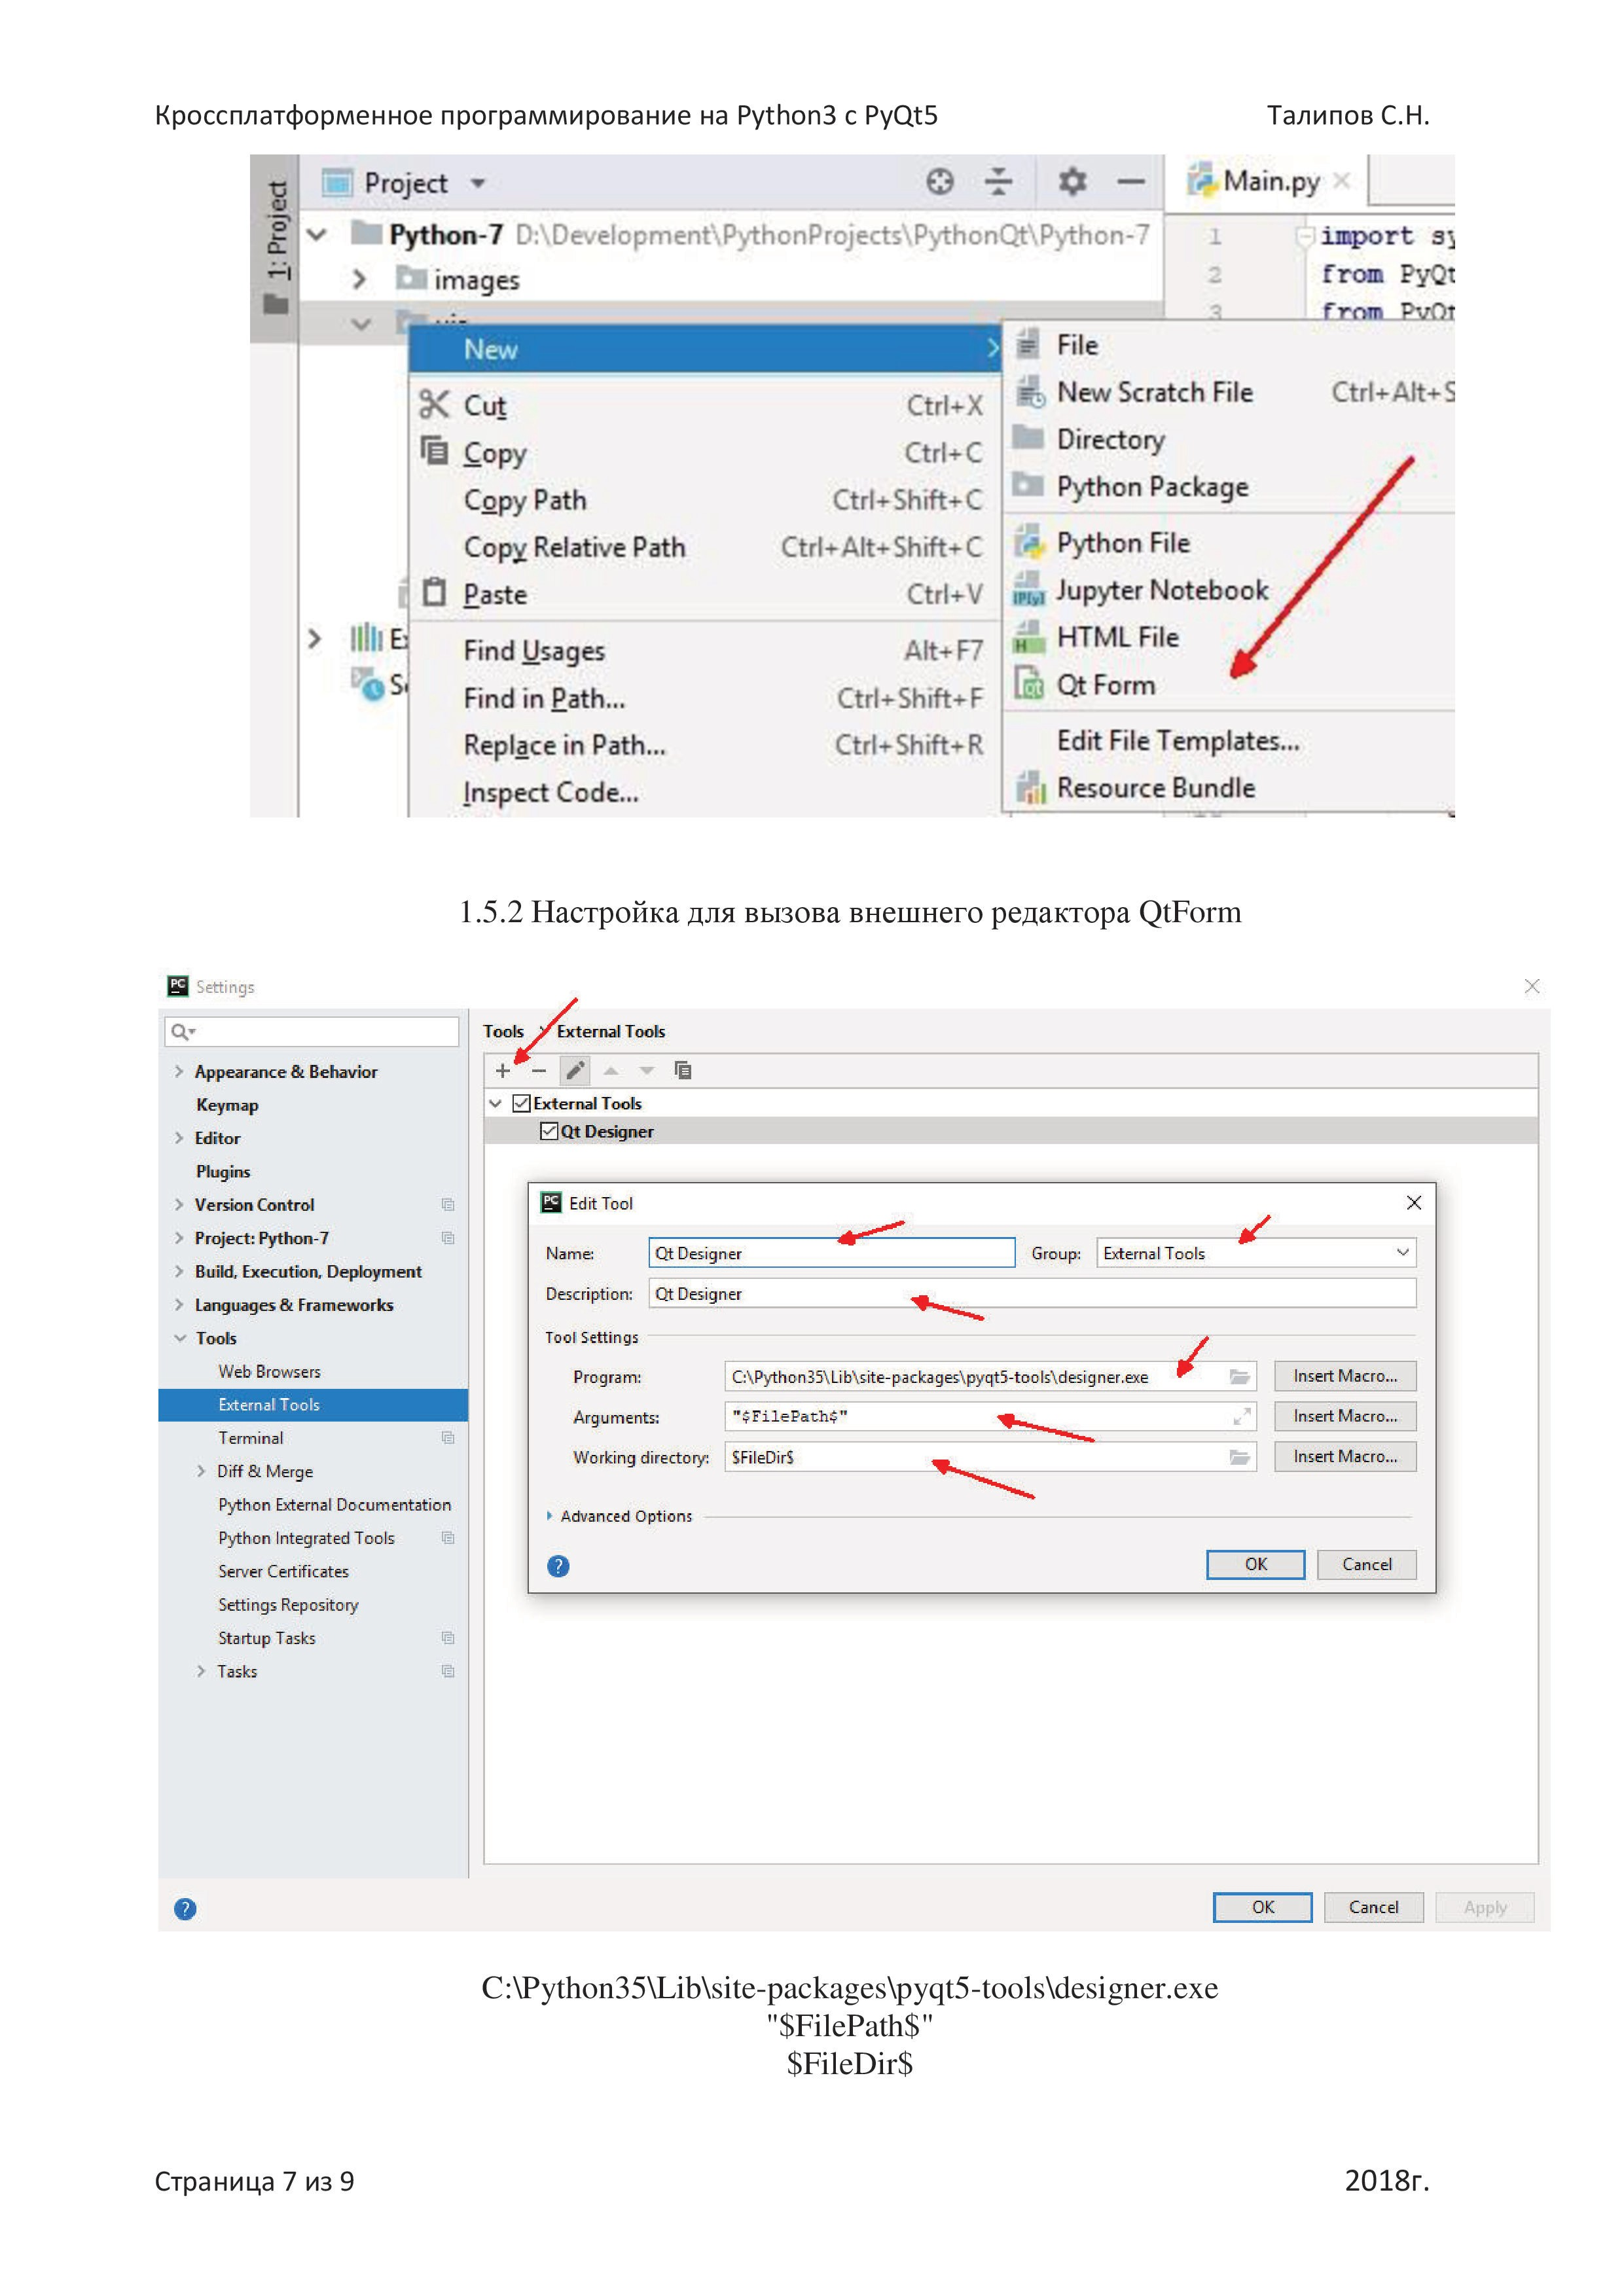 Кроссплатформенное программирование на Python3 с PyQt5 Талипов С.Н.
1: Project
Project
Main.py
Python-7 D:\Development\PythonProjects\PythonQt\Python-7
1 import sy
images
2 from PyQt
3 from PyQt
New
File
New Scratch File Ctrl+Alt+S
Cut Ctrl+X
Directory
Copy Ctrl+C
Python Package
Copy Path Ctrl+Shift+C
Python File
Copy Relative Path Ctrl+Alt+Shift+C
Jupyter Notebook
Paste Ctrl+V
HTML File
Find Usages Alt+F7
Qt Form
Find in Path... Ctrl+Shift+F
Edit File Templates...
Replace in Path... Ctrl+Shift+R
Resource Bundle
Inspect Code...
1.5.2 Настройка для вызова внешнего редактора QtForm
Settings
Appearance & Behavior
Keymap
Editor
Plugins
Version Control
Project: Python-7
Build, Execution, Deployment
Languages & Frameworks
Tools
Web Browsers
External Tools
Terminal
Diff & Merge
Python External Documentation
Python Integrated Tools
Server Certificates
Settings Repository
Startup Tasks
Tasks
Tools › External Tools
External Tools
Qt Designer
Edit Tool
Name: Qt Designer Group: External Tools
Description: Qt Designer
Tool Settings
Program: C:\Python35\Lib\site-packages\pyqt5-tools\designer.exe Insert Macro...
Arguments: "$FilePath$" Insert Macro...
Working directory: $FileDir$ Insert Macro...
Advanced Options
OK Cancel
OK Cancel Apply
C:\Python35\Lib\site-packages\pyqt5-tools\designer.exe
"$FilePath$"
$FileDir$
Страница 7 из 9 2018г.